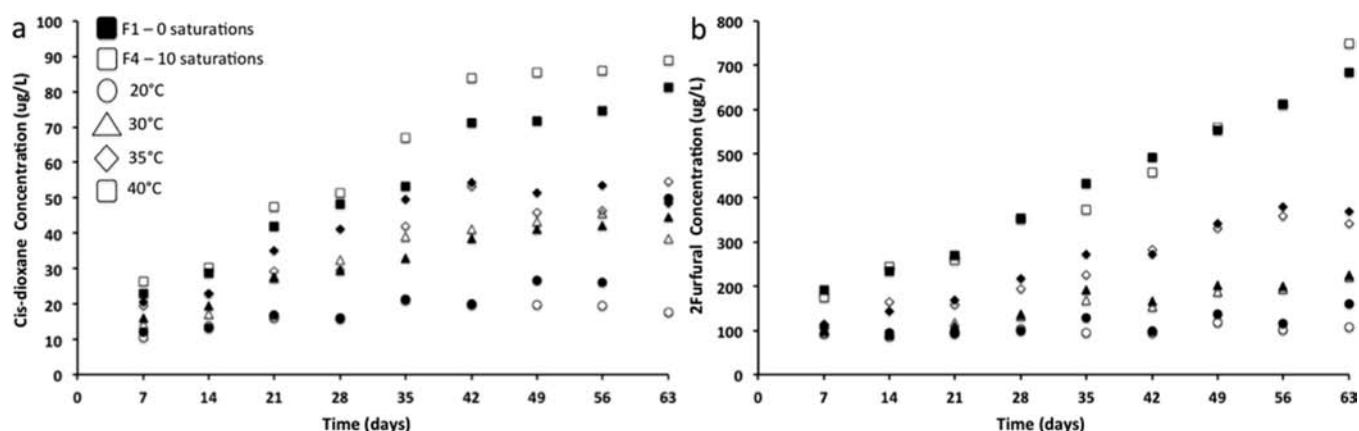 a
100
90
80
70
60
50
40
30
20
10
0
Cis-dioxane Concentration (ug/L)
F1 – 0 saturations
F4 – 10 saturations
20°C
30°C
35°C
40°C
0 7 14 21 28 35 42 49 56 63
Time (days)
b
800
700
600
500
400
300
200
100
0
2Furfural Concentration (ug/L)
0 7 14 21 28 35 42 49 56 63
Time (days)